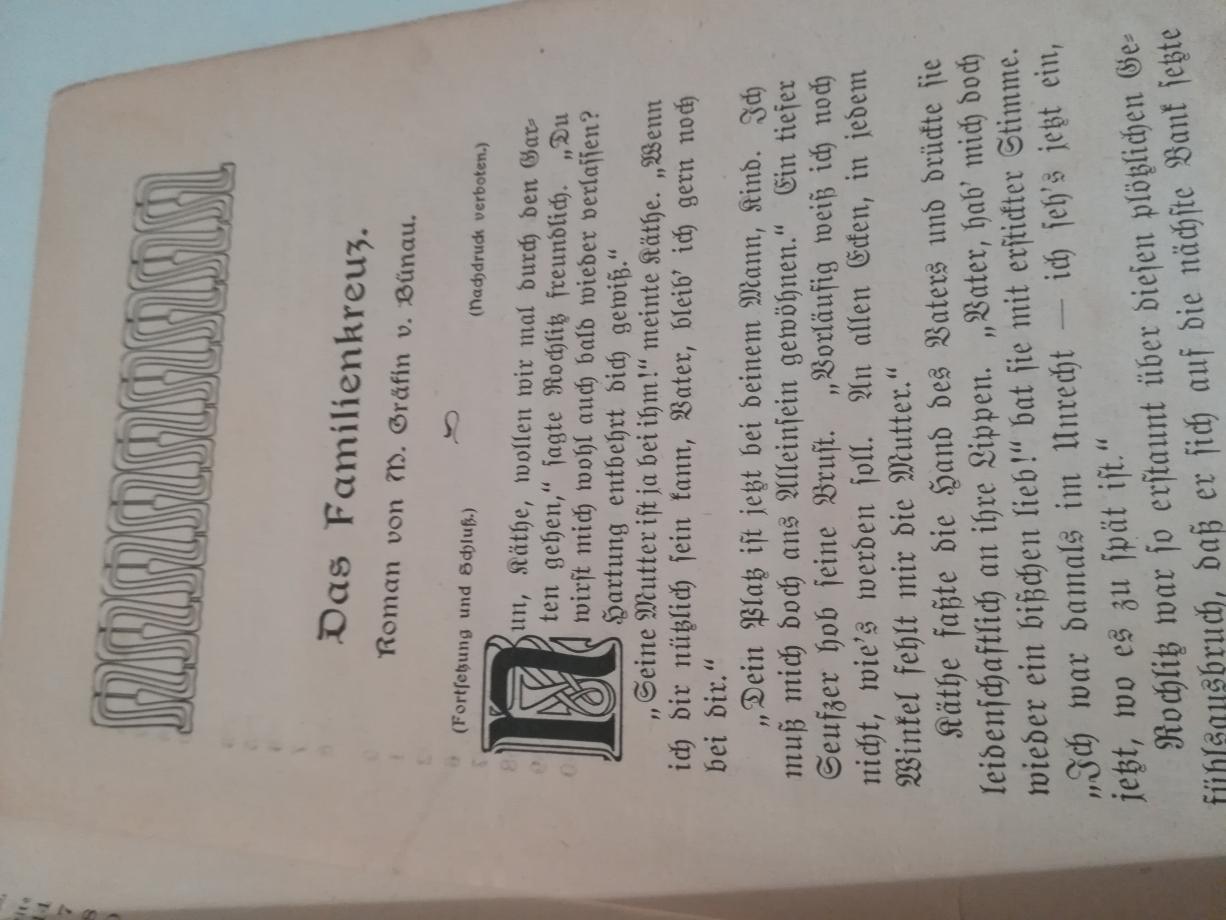 Das Familienkreuz.
Roman von M. Gräfin v. Bünau.
(Fortsetzung und Schluß.) (Nachdruck verboten.)
Nun, Käthe, wollen wir mal durch den Gar⸗
ten gehen,“ sagte Rochlitz freundlich. „Du
wirst mich wohl auch bald wieder verlassen?
Hartung entbehrt dich gewiß.“
„Seine Mutter ist ja bei ihm!“ meinte Käthe. „Wenn
ich dir nützlich sein kann, Vater, bleib' ich gern noch
bei dir.“
„Dein Platz ist jetzt bei deinem Mann, Kind. Ich
muß mich doch ans Alleinsein gewöhnen.“ Ein tiefer
Seufzer hob seine Brust. „Vorläufig weiß ich noch
nicht, wie's werden soll. An allen Ecken, in jedem
Winkel fehlt mir die Mutter.“
Käthe faßte die Hand des Vaters und drückte sie
leidenschaftlich an ihre Lippen. „Vater, hab' mich doch
wieder ein bißchen lieb!“ bat sie mit erstickter Stimme.
„Ich war damals im Unrecht — ich seh's jetzt ein,
jetzt, wo es zu spät ist.“
Rochlitz war so erstaunt über diesen plötzlichen Ge⸗
fühlsausbruch, daß er sich auf die nächste Bank setzte